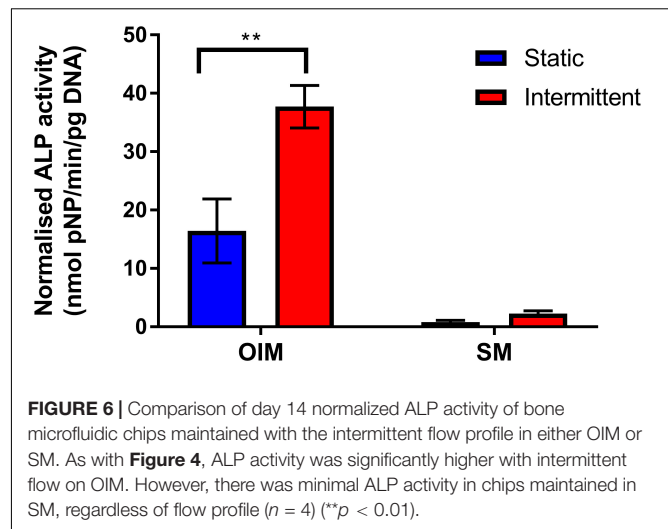 Normalised ALP activity
(nmol pNP/min/pg DNA)
50
40
30
20
10
0
**
Static
Intermittent
OIM
SM
FIGURE 6 | Comparison of day 14 normalized ALP activity of bone
microfluidic chips maintained with the intermittent flow profile in either OIM or
SM. As with Figure 4, ALP activity was significantly higher with intermittent
flow on OIM. However, there was minimal ALP activity in chips maintained in
SM, regardless of flow profile (n = 4) (**p < 0.01).